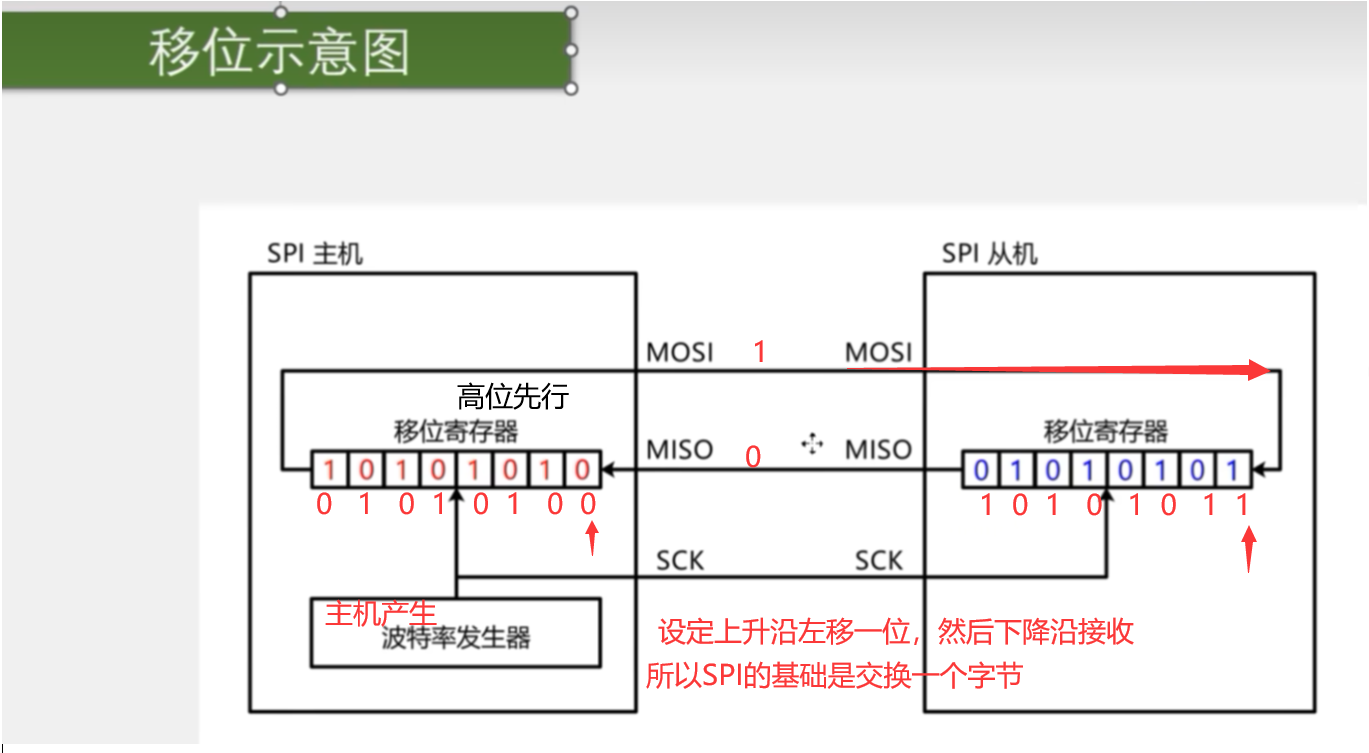 移位示意图
SPI 主机
SPI 从机
MOSI 1 MOSI
高位先行
移位寄存器
移位寄存器
MISO 0 MISO
1 0 1 0 1 0 1 0
0 1 0 1 0 1 0 1
0 1 0 1 0 1 0 0
1 0 1 0 1 0 1 1
SCK SCK
主机产生
波特率发生器
设定上升沿左移一位，然后下降沿接收
所以SPI的基础是交换一个字节